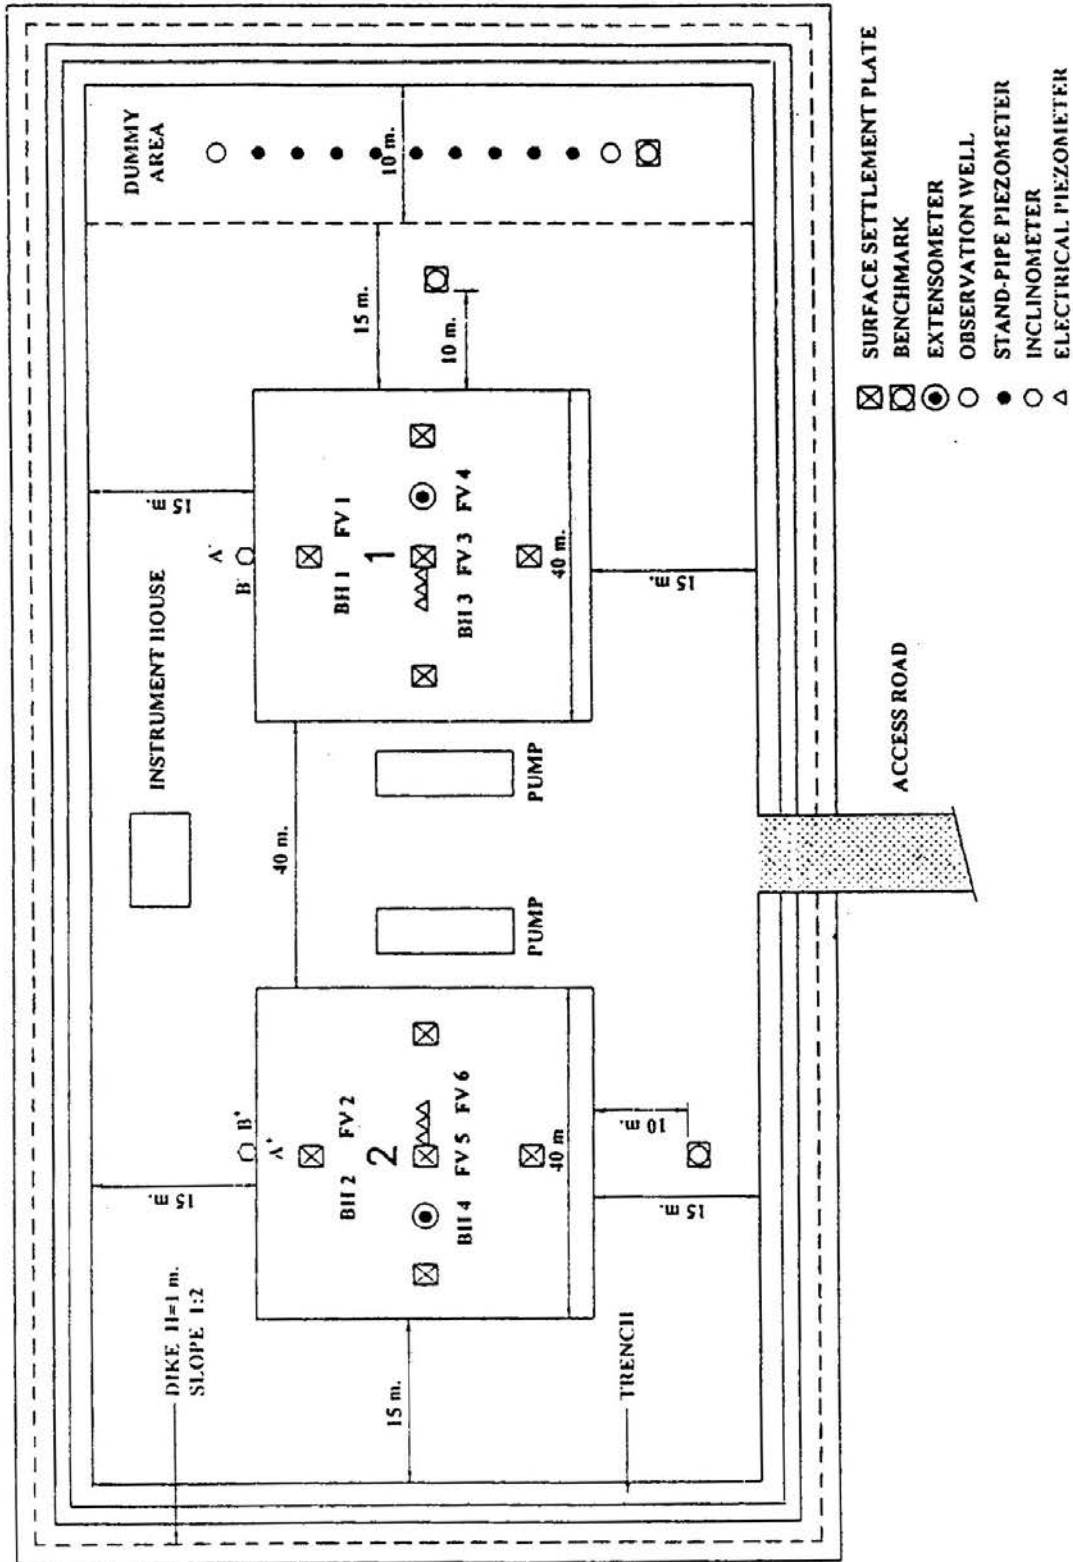 DIKE H=1 m.
SLOPE 1:2
15 m.
A⁺
B⁺
BH 2 FV 2
2
BH 4 FV 5 FV 6
40 m
15 m.
10 m.
15 m.
TRENCH
INSTRUMENT HOUSE
40 m.
PUMP
PUMP
ACCESS ROAD
15 m.
B⁻
A⁻
BH 1 FV 1
1
BH 3 FV 3 FV 4
40 m.
15 m.
15 m.
10 m.
DUMMY
AREA
10 m.
SURFACE SETTLEMENT PLATE
BENCHMARK
EXTENSOMETER
OBSERVATION WELL
STAND-PIPE PIEZOMETER
INCLINOMETER
ELECTRICAL PIEZOMETER